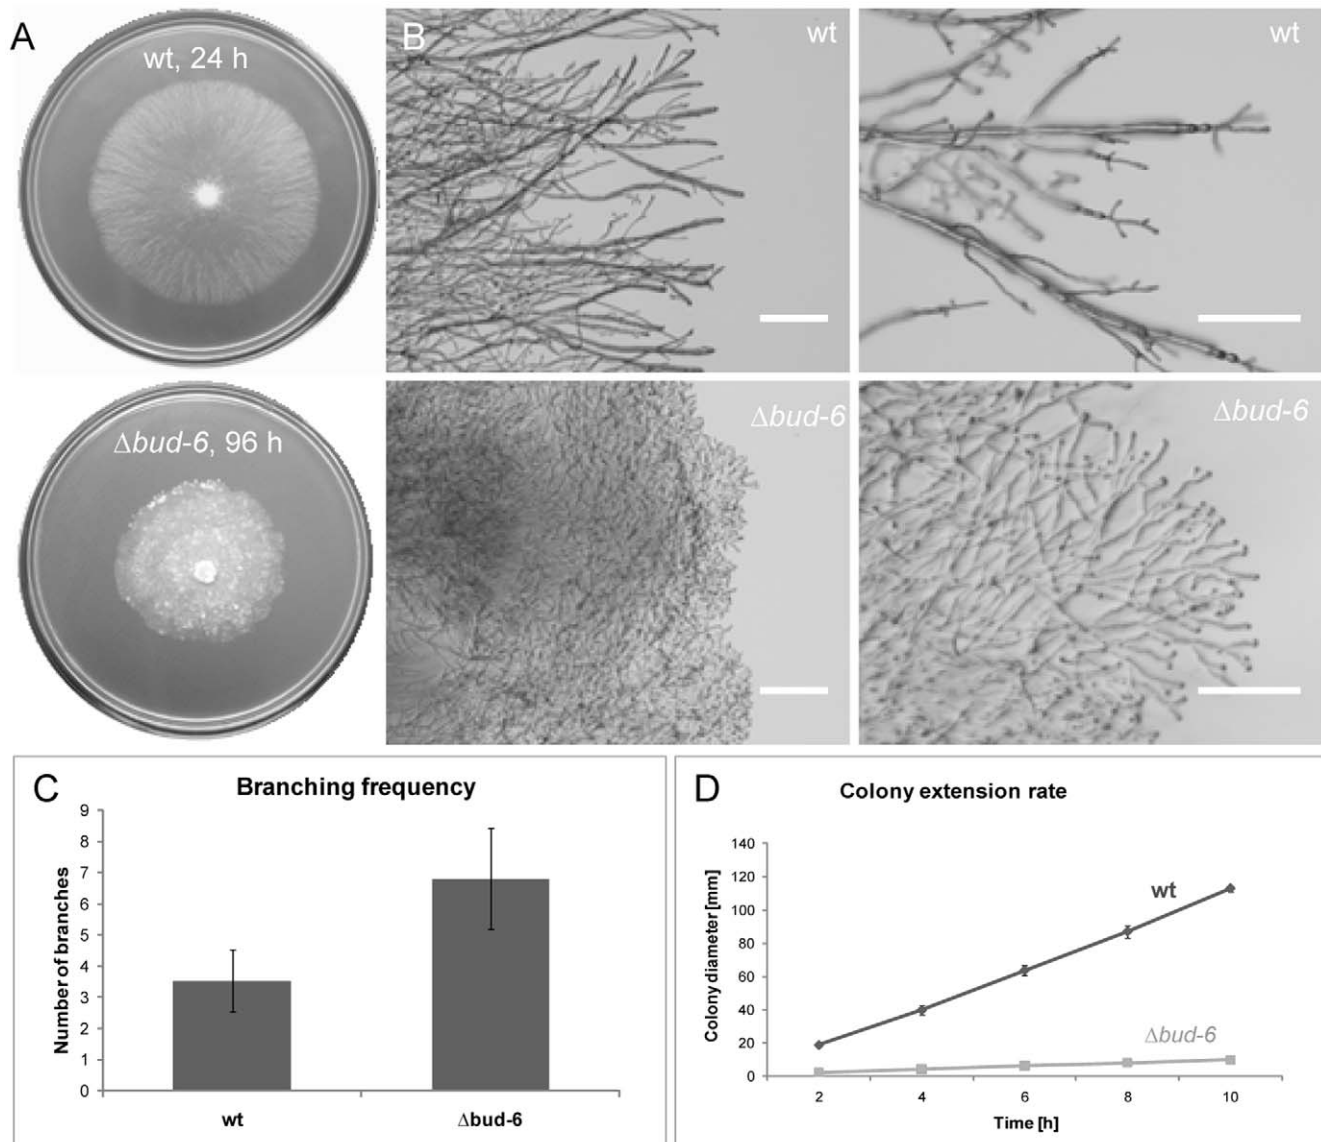 A
wt, 24 h
B
wt
wt
Δbud-6, 96 h
Δbud-6
Δbud-6
C
Branching frequency
Number of branches
9
8
7
6
5
4
3
2
1
0
wt
Δbud-6
D
Colony extension rate
Colony diameter [mm]
140
120
100
80
60
40
20
0
wt
Δbud-6
2 4 6 8 10
Time [h]